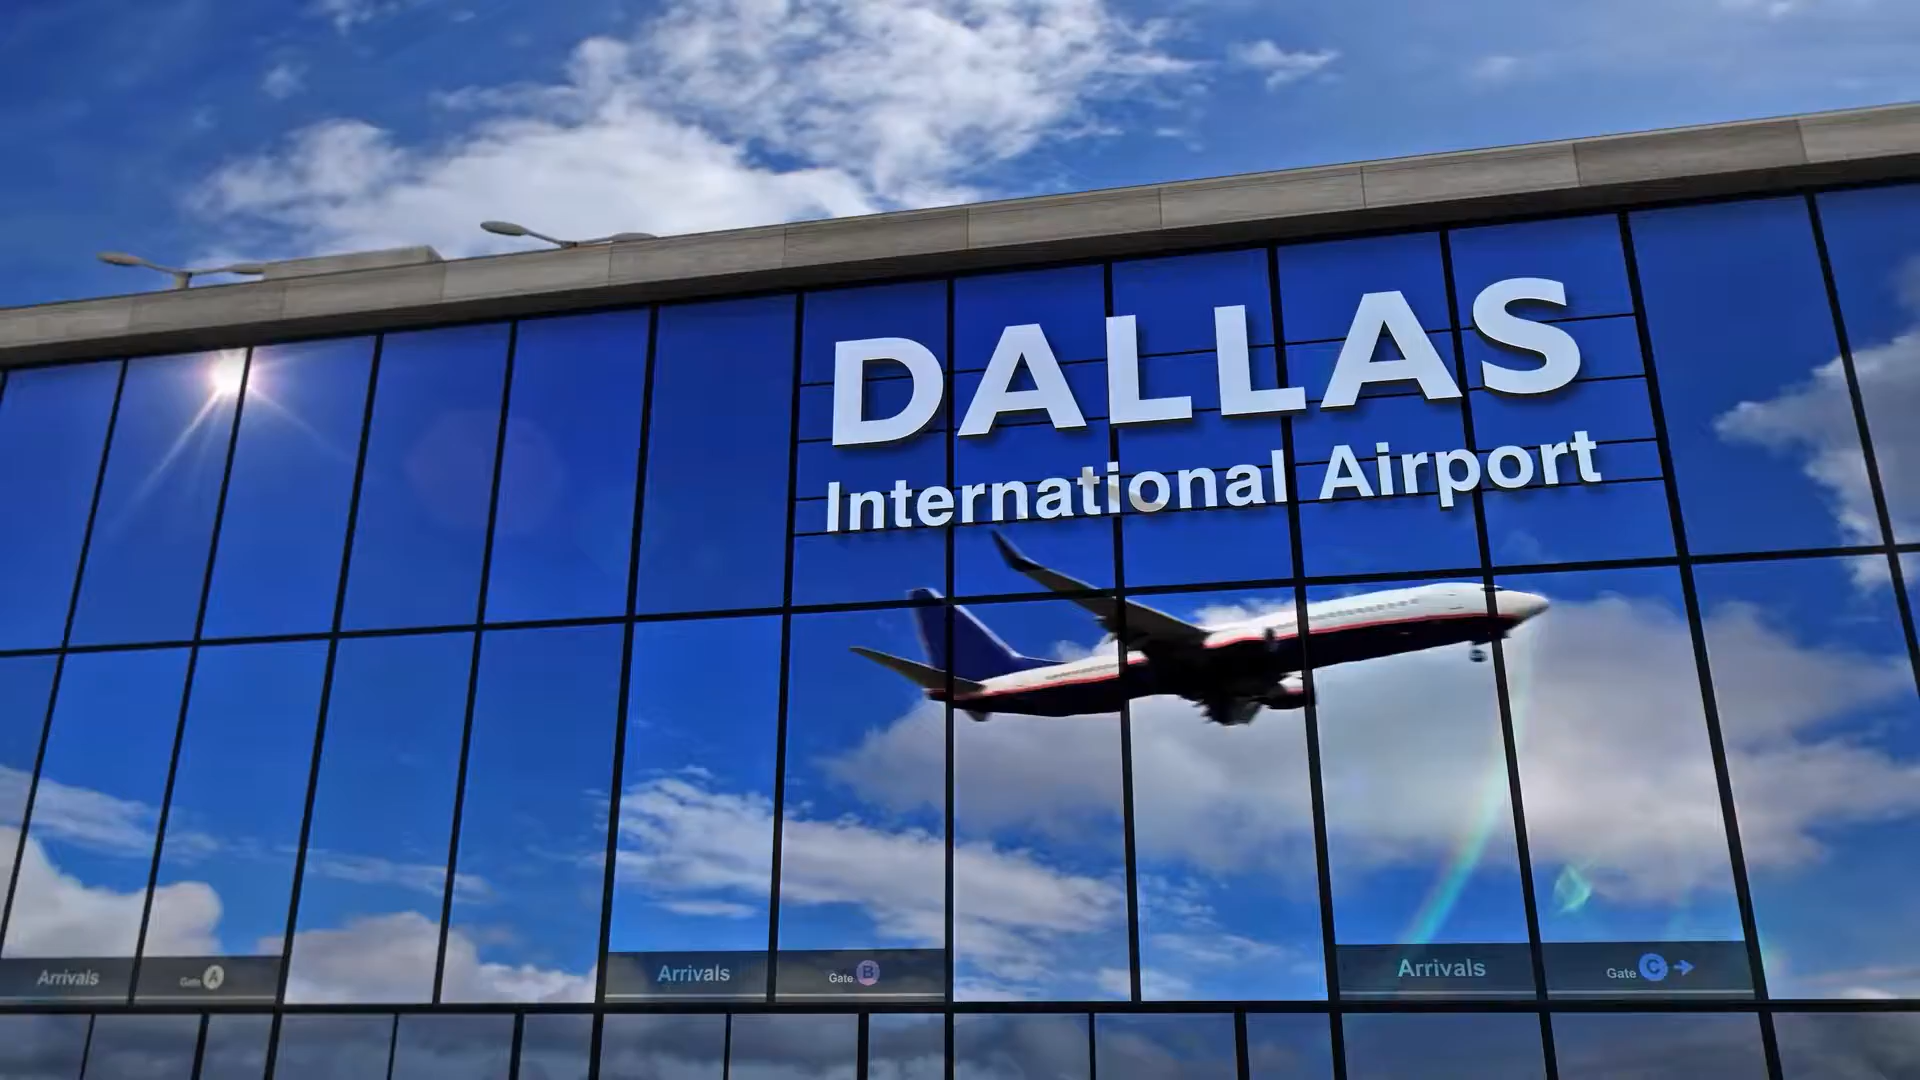 DALLAS
International Airport
Arrivals Gate A
Arrivals Gate B
Arrivals Gate C →